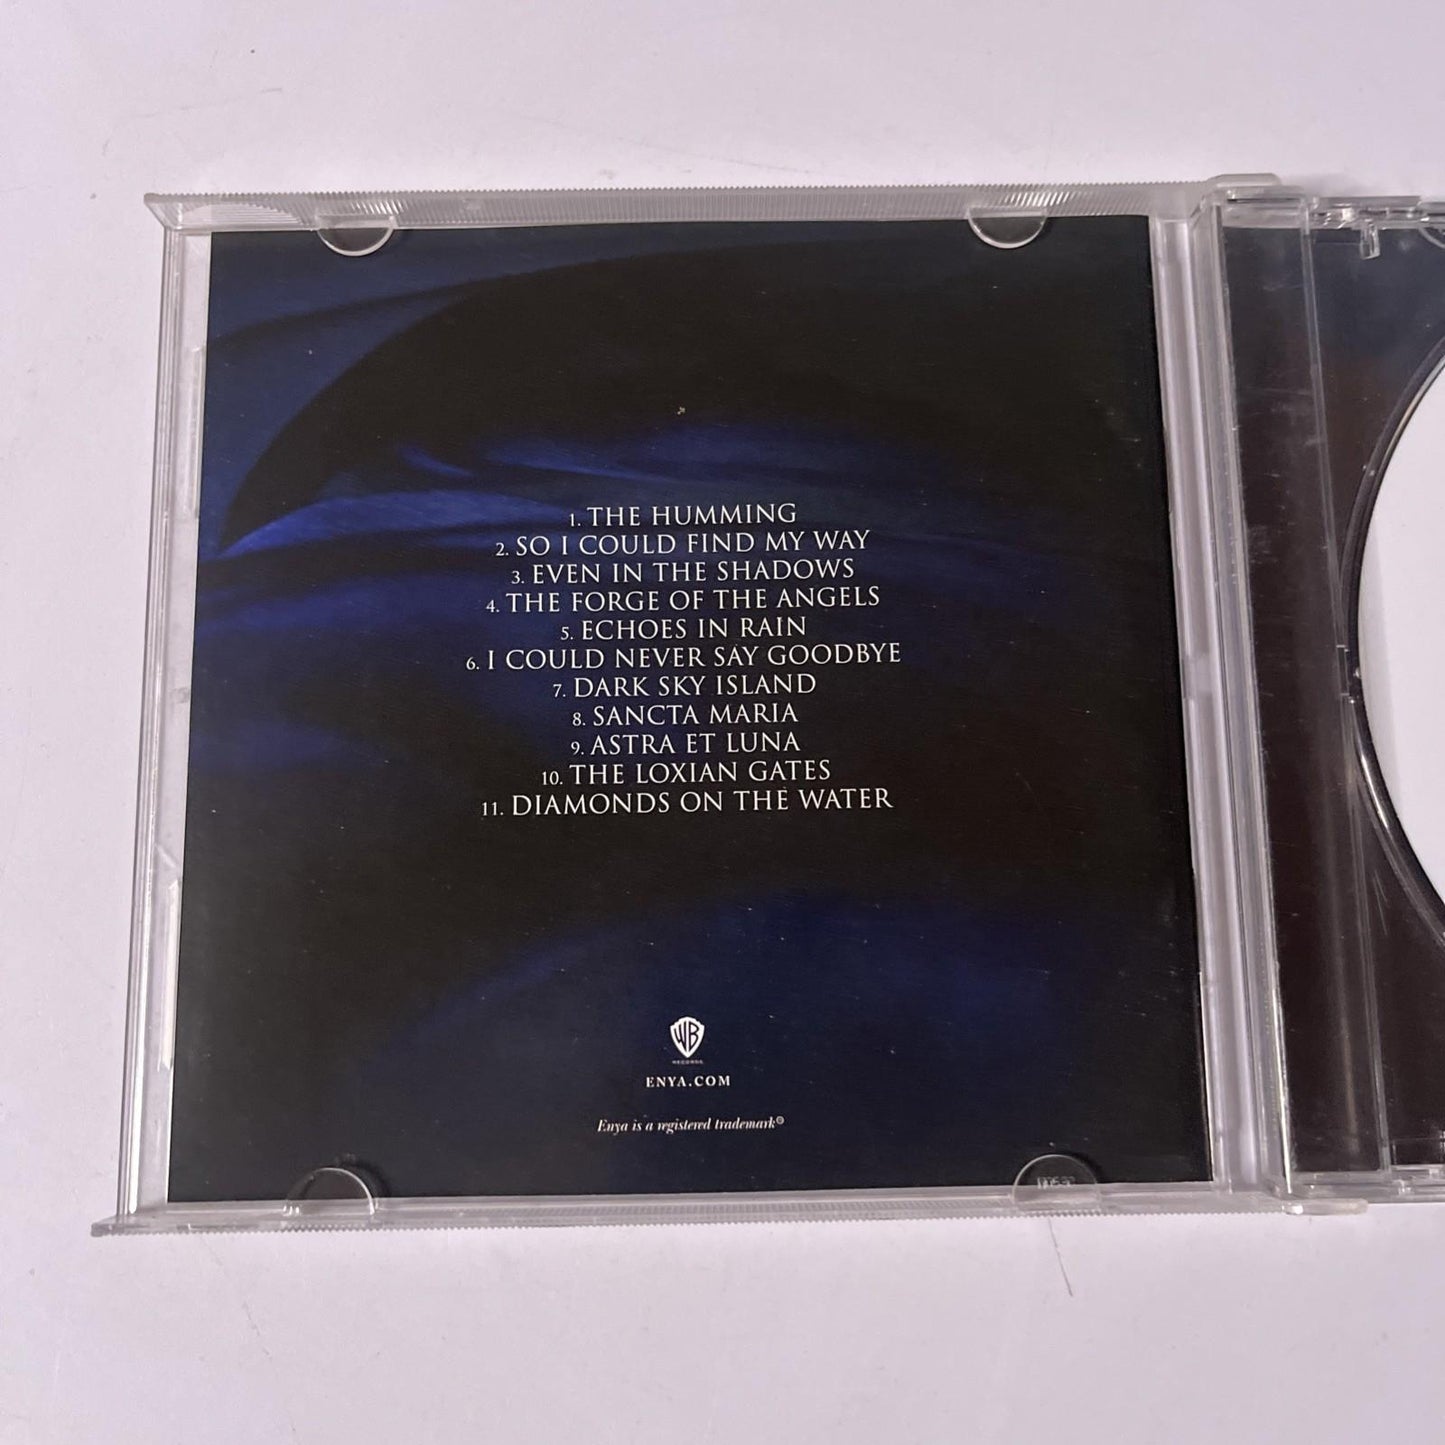 1. THE HUMMING
2. SO I COULD FIND MY WAY
3. EVEN IN THE SHADOWS
4. THE FORGE OF THE ANGELS
5. ECHOES IN RAIN
6. I COULD NEVER SAY GOODBYE
7. DARK SKY ISLAND
8. SANCTA MARIA
9. ASTRA ET LUNA
10. THE LOXIAN GATES
11. DIAMONDS ON THE WATER
WB
RECORDS
ENYA.COM
Enya is a registered trademark®